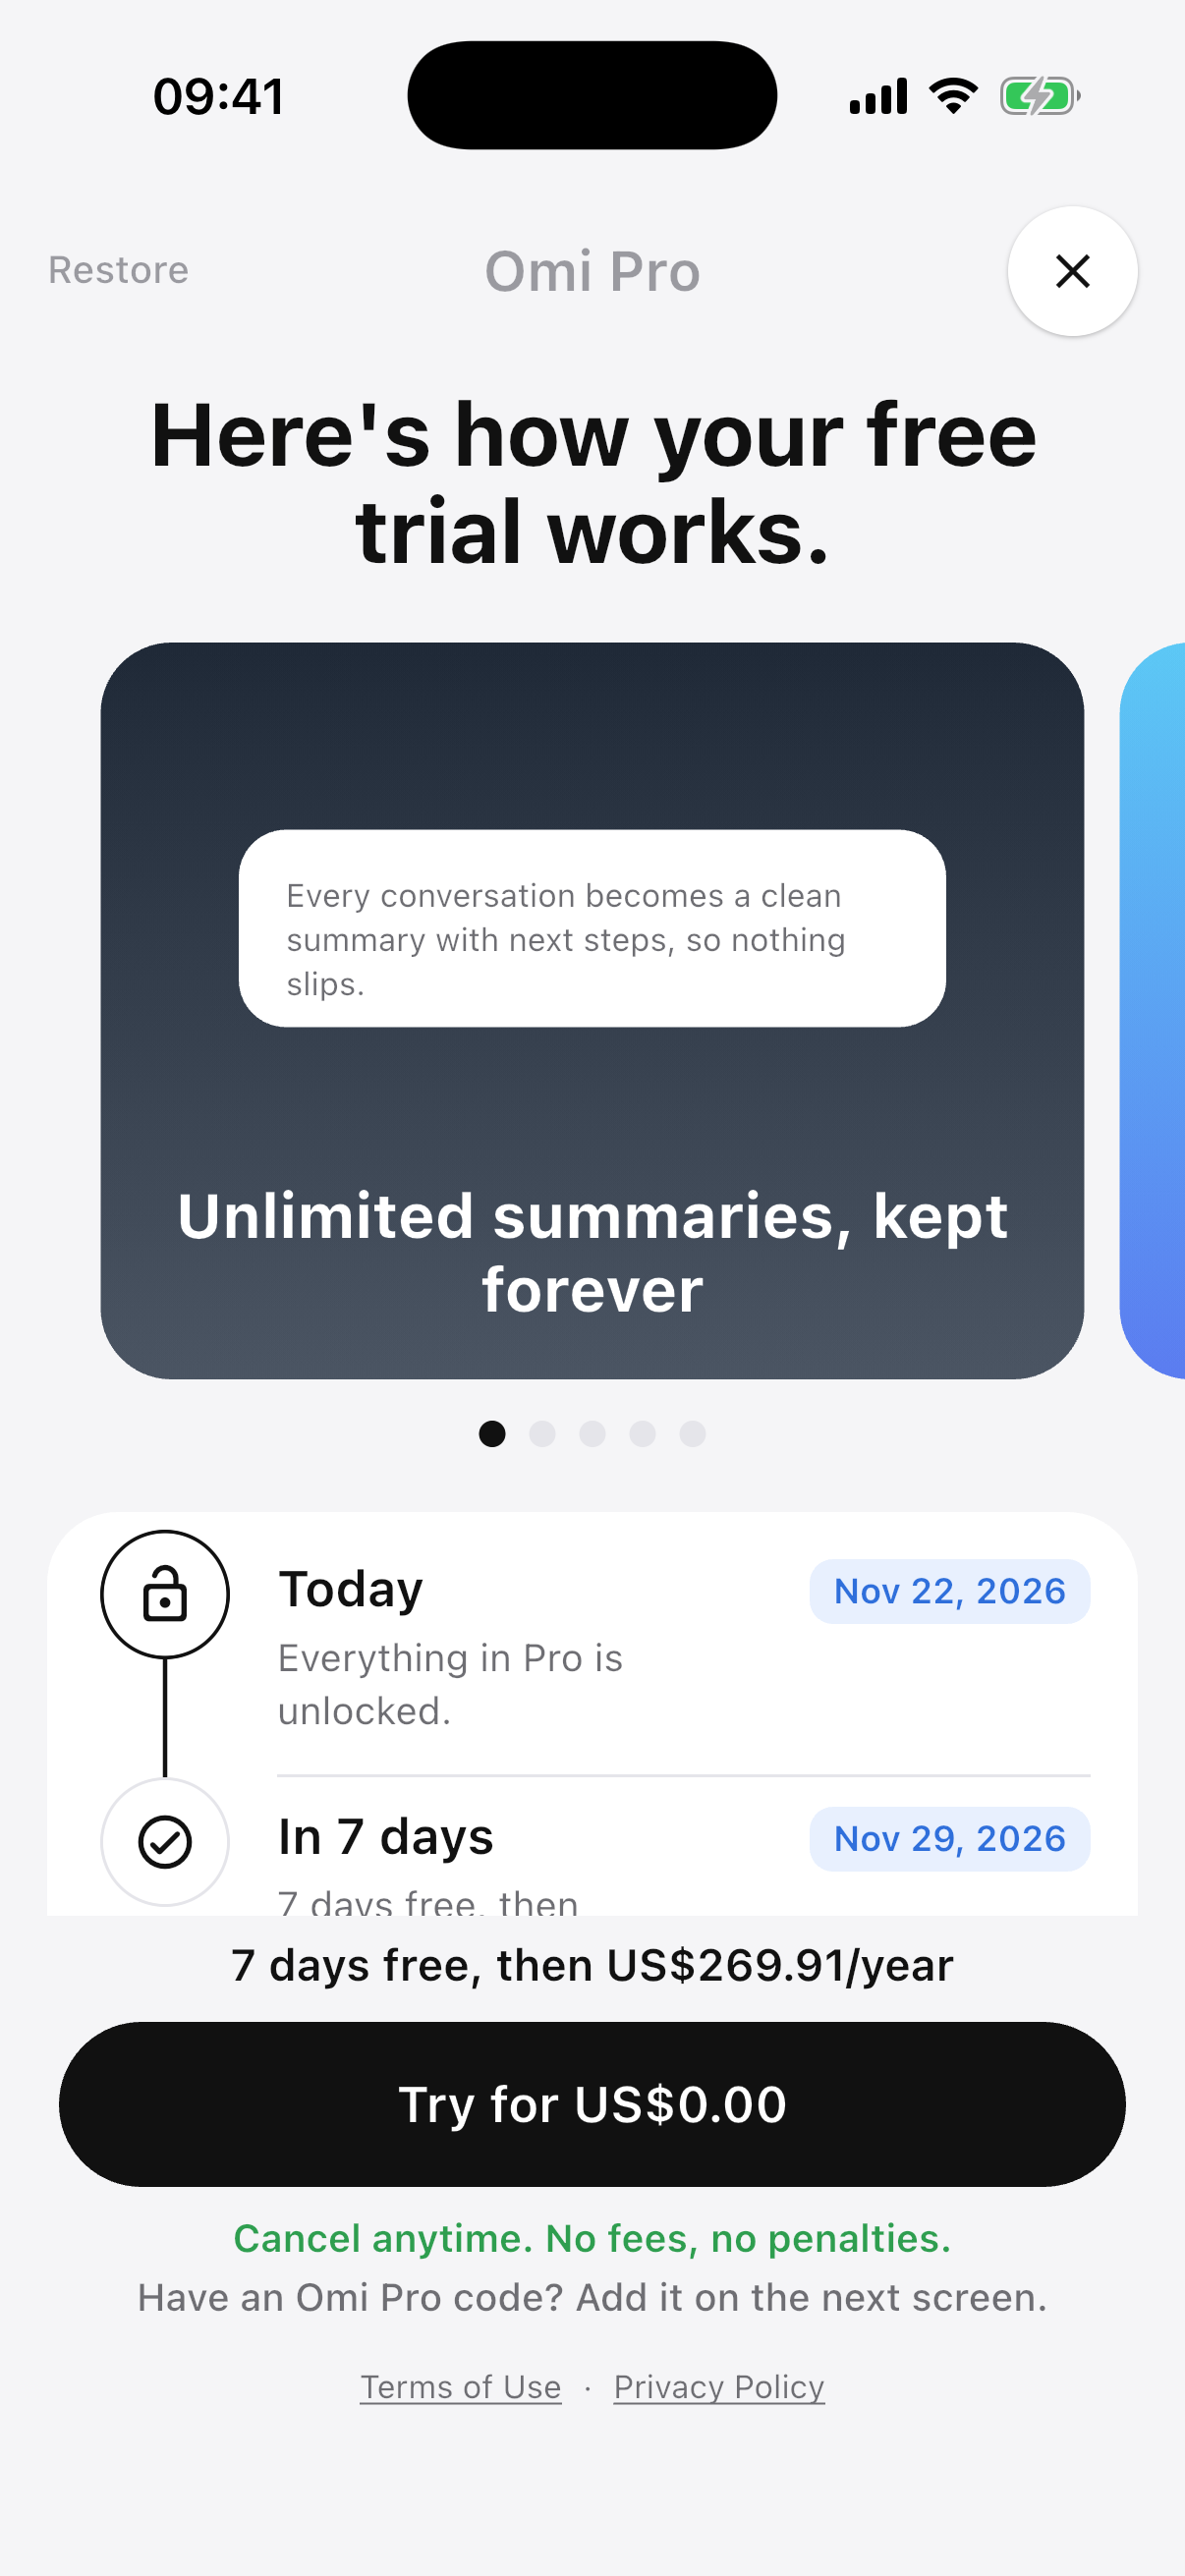 09:41
Restore
Omi Pro
Here's how your free
trial works.
Every conversation becomes a clean
summary with next steps, so nothing
slips.
Unlimited summaries, kept
forever
Today
Nov 22, 2026
Everything in Pro is
unlocked.
In 7 days
Nov 29, 2026
7 days free, then
7 days free, then US$269.91/year
Try for US$0.00
Cancel anytime. No fees, no penalties.
Have an Omi Pro code? Add it on the next screen.
Terms of Use · Privacy Policy